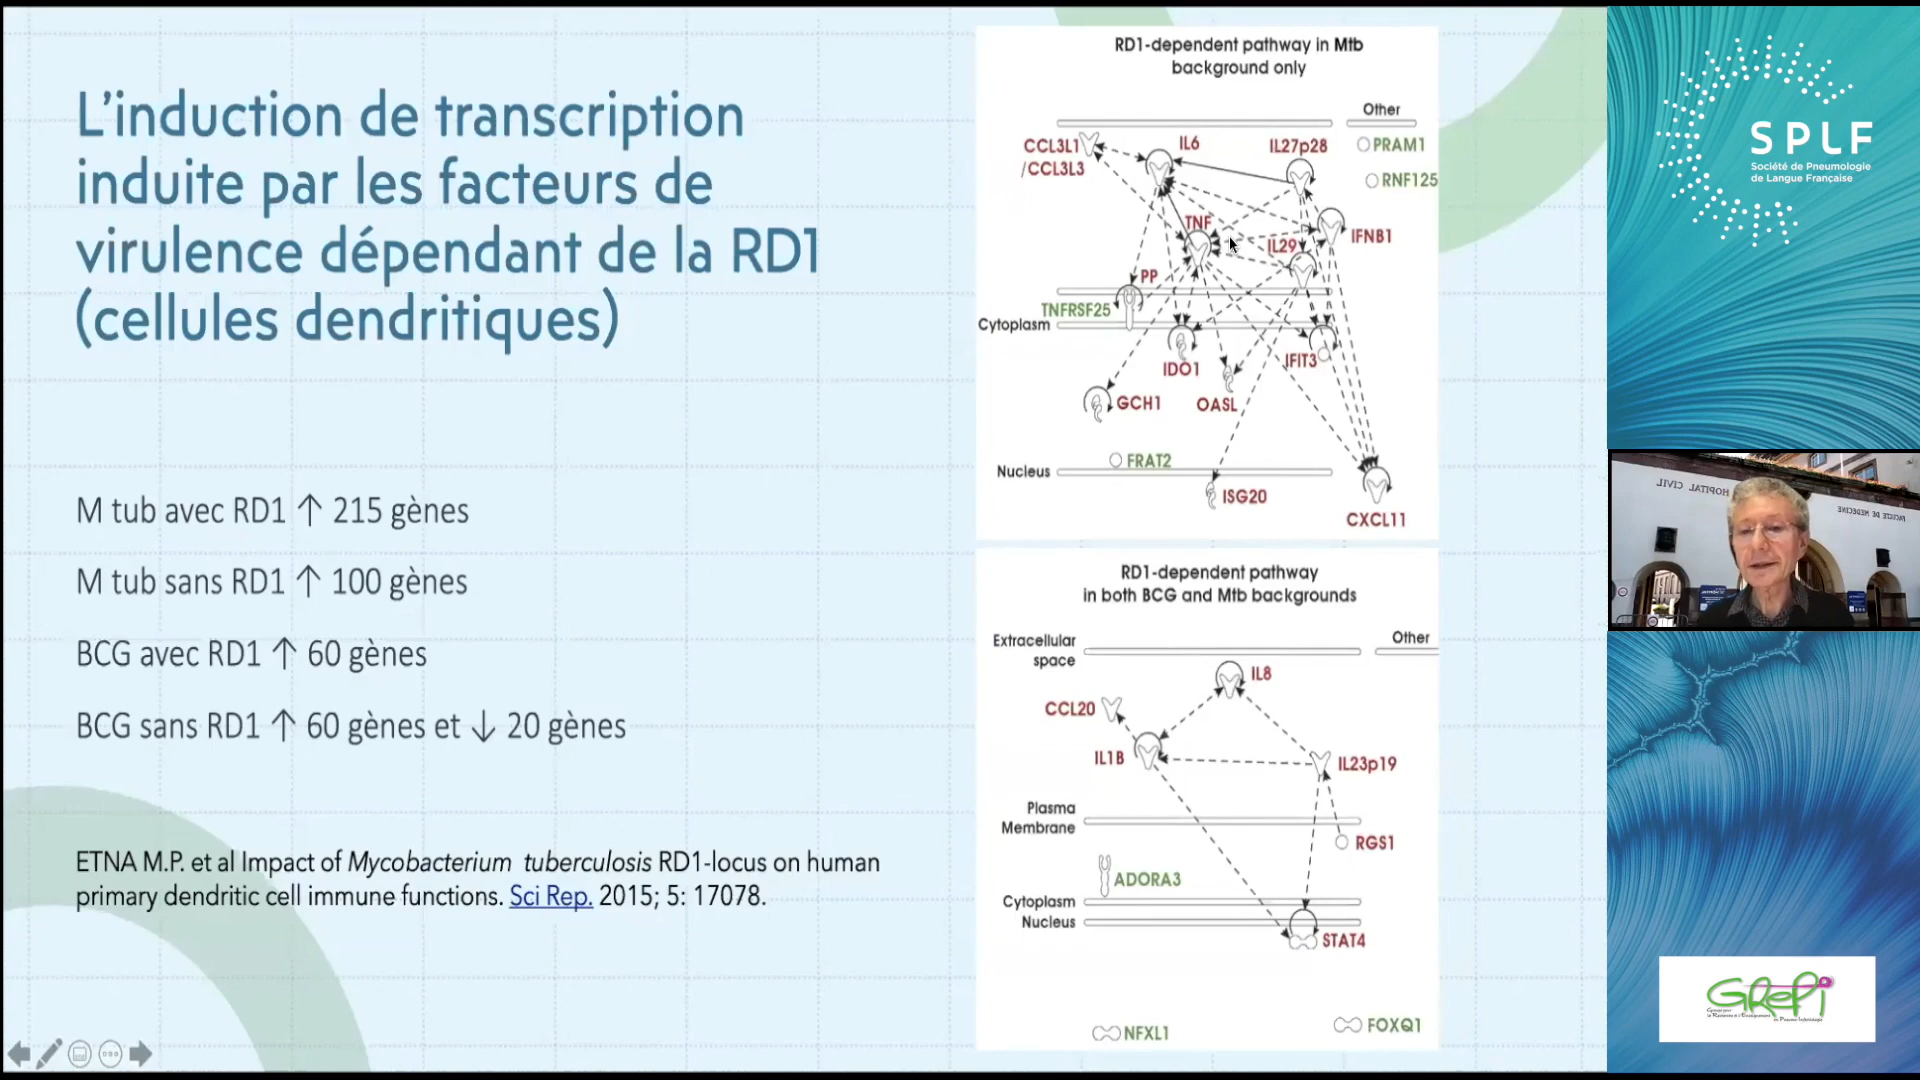 L'induction de transcription
induite par les facteurs de
virulence dépendant de la RD1
(cellules dendritiques)
M tub avec RD1 ↑ 215 gènes
M tub sans RD1 ↑ 100 gènes
BCG avec RD1 ↑ 60 gènes
BCG sans RD1 ↑ 60 gènes et ↓ 20 gènes
ETNA M.P. et al Impact of Mycobacterium tuberculosis RD1-locus on human
primary dendritic cell immune functions. Sci Rep. 2015; 5: 17078.
RD1-dependent pathway in Mtb
background only
Other
CCL3L1
/CCL3L3
IL6
IL27p28
PRAM1
RNF125
TNF
IL29
IFNB1
PP
TNFRSF25
Cytoplasm
IDO1
IFIT3
GCH1
OASL
FRAT2
Nucleus
ISG20
CXCL11
RD1-dependent pathway
in both BCG and Mtb backgrounds
Extracellular
space
Other
IL8
CCL20
IL1B
IL23p19
Plasma
Membrane
RGS1
ADORA3
Cytoplasm
Nucleus
STAT4
NFXL1
FOXQ1
SPLF
Société de Pneumologie
de Langue Française
HOPITAL CIVIL
FACULTE DE MEDECINE
GREPI